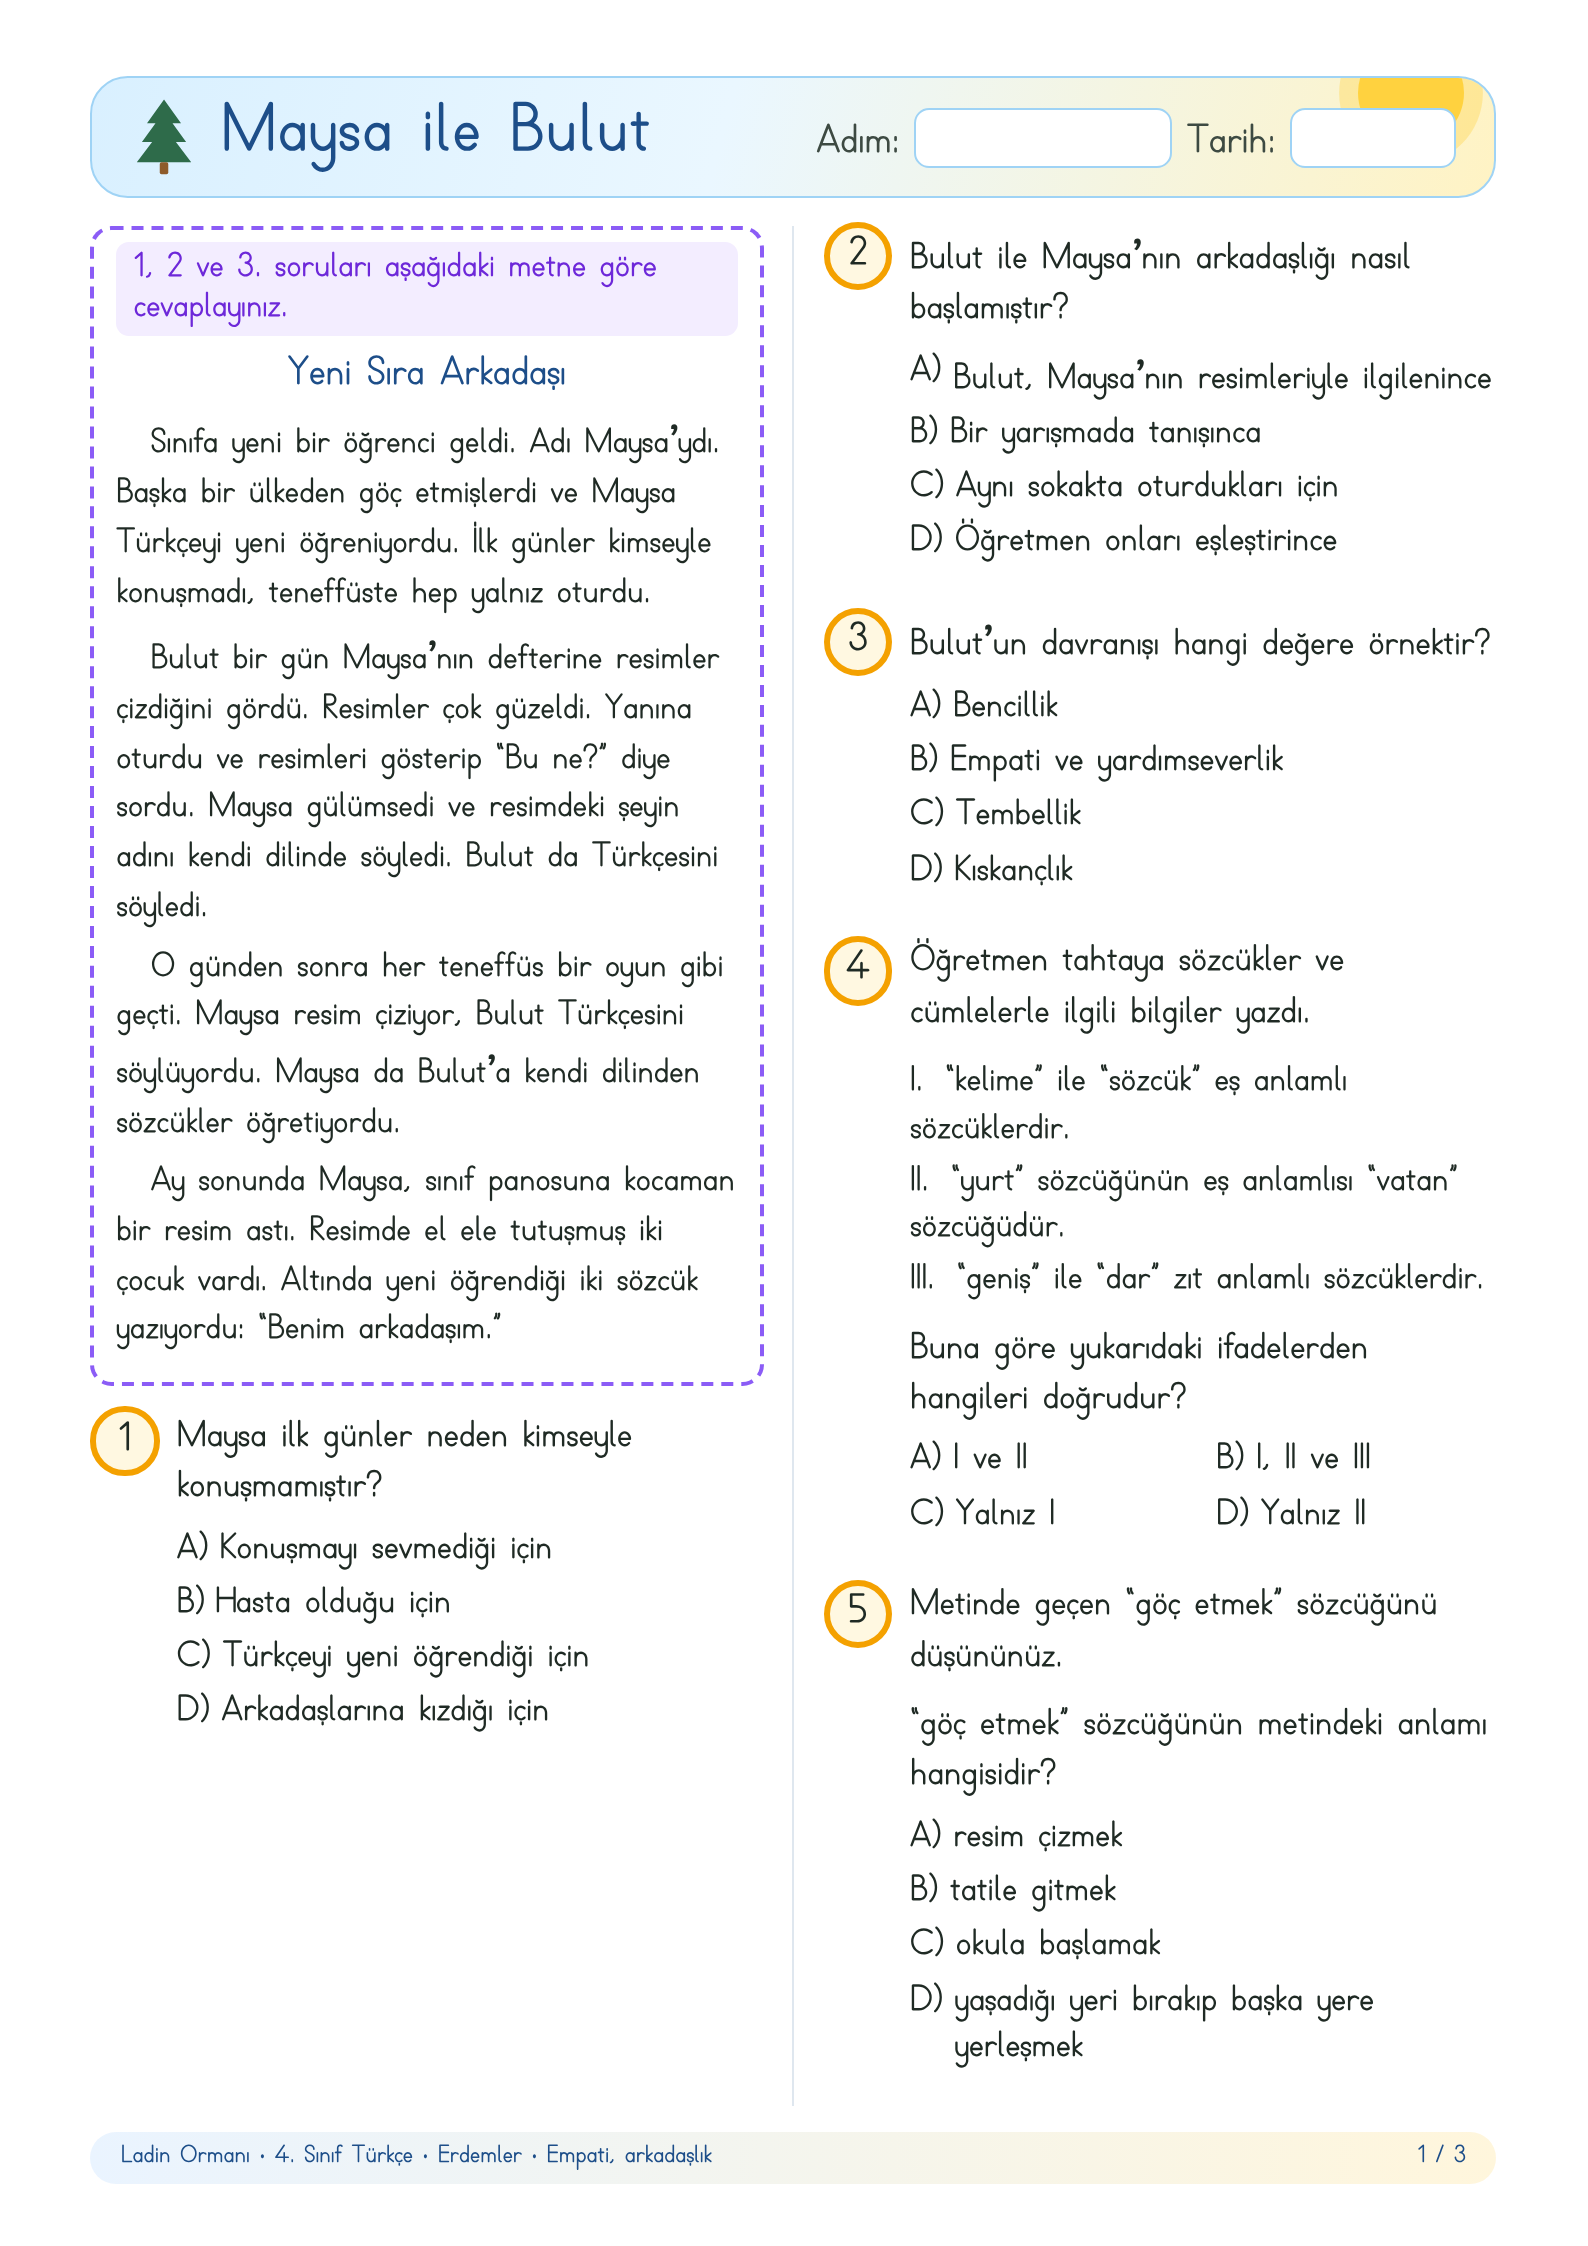 Maysa ile Bulut
Adım:
Tarih:
1, 2 ve 3. soruları aşağıdaki metne göre
cevaplayınız.
Yeni Sıra Arkadaşı
Sınıfa yeni bir öğrenci geldi. Adı Maysa’ydı.
Başka bir ülkeden göç etmişlerdi ve Maysa
Türkçeyi yeni öğreniyordu. İlk günler kimseyle
konuşmadı, teneffüste hep yalnız oturdu.
Bulut bir gün Maysa’nın defterine resimler
çizdiğini gördü. Resimler çok güzeldi. Yanına
oturdu ve resimleri gösterip “Bu ne?” diye
sordu. Maysa gülümsedi ve resimdeki şeyin
adını kendi dilinde söyledi. Bulut da Türkçesini
söyledi.
O günden sonra her teneffüs bir oyun gibi
geçti. Maysa resim çiziyor, Bulut Türkçesini
söylüyordu. Maysa da Bulut’a kendi dilinden
sözcükler öğretiyordu.
Ay sonunda Maysa, sınıf panosuna kocaman
bir resim astı. Resimde el ele tutuşmuş iki
çocuk vardı. Altında yeni öğrendiği iki sözcük
yazıyordu: “Benim arkadaşım.”
1 Maysa ilk günler neden kimseyle
konuşmamıştır?
A) Konuşmayı sevmediği için
B) Hasta olduğu için
C) Türkçeyi yeni öğrendiği için
D) Arkadaşlarına kızdığı için
2 Bulut ile Maysa’nın arkadaşlığı nasıl
başlamıştır?
A) Bulut, Maysa’nın resimleriyle ilgilenince
B) Bir yarışmada tanışınca
C) Aynı sokakta oturdukları için
D) Öğretmen onları eşleştirince
3 Bulut’un davranışı hangi değere örnektir?
A) Bencillik
B) Empati ve yardımseverlik
C) Tembellik
D) Kıskançlık
4 Öğretmen tahtaya sözcükler ve
cümlelerle ilgili bilgiler yazdı.
I. “kelime” ile “sözcük” eş anlamlı
sözcüklerdir.
II. “yurt” sözcüğünün eş anlamlısı “vatan”
sözcüğüdür.
III. “geniş” ile “dar” zıt anlamlı sözcüklerdir.
Buna göre yukarıdaki ifadelerden
hangileri doğrudur?
A) I ve II B) I, II ve III
C) Yalnız I D) Yalnız II
5 Metinde geçen “göç etmek” sözcüğünü
düşününüz.
“göç etmek” sözcüğünün metindeki anlamı
hangisidir?
A) resim çizmek
B) tatile gitmek
C) okula başlamak
D) yaşadığı yeri bırakıp başka yere
yerleşmek
Ladin Ormanı • 4. Sınıf Türkçe • Erdemler • Empati, arkadaşlık
1 / 3